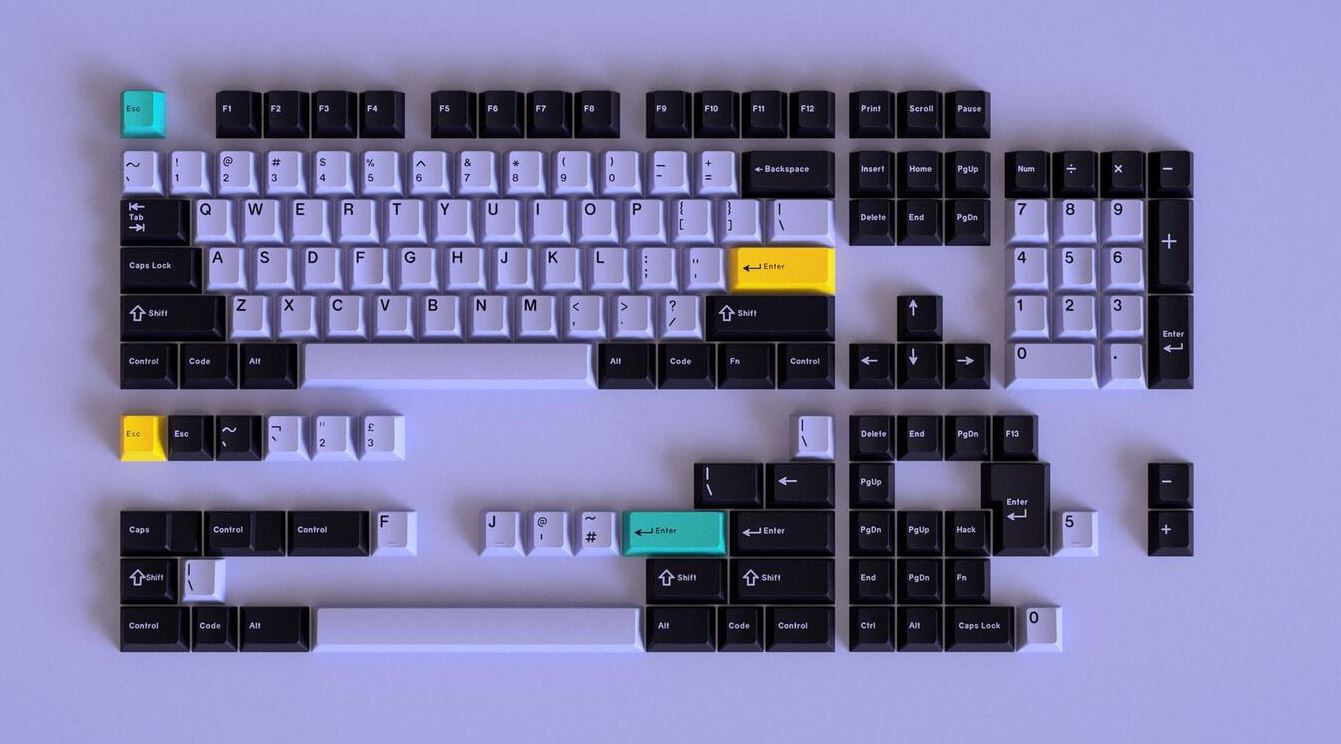 Esc F1 F2 F3 F4 F5 F6 F7 F8 F9 F10 F11 F12 Print Scroll Pause
~ ! @ # $ % ^ & * ( ) — +
` 1 2 3 4 5 6 7 8 9 0 - = ← Backspace Insert Home PgUp Num ÷ × −
Q W E R T Y U I O P { } | 7 8 9
⇤ Tab ⇥ [ ] \ Delete End PgDn +
A S D F G H J K L : " 4 5 6
Caps Lock ; ' ↵ Enter
Z X C V B N M < > ? ↑ 1 2 3
⇧ Shift , . / ⇧ Shift Enter ↵
Control Code Alt Alt Code Fn Control ← ↓ → 0 .
Esc Esc ~ ¬ " £ | Delete End PgDn F13
` ` 2 3 \
| \ ← PgUp Enter ↵ −
Caps Control Control F J @ ~ ↵ Enter ↵ Enter PgDn PgUp Hack 5 +
' #
⇧Shift | \ ⇧ Shift ⇧ Shift End PgDn Fn
Control Code Alt Alt Code Control Ctrl Alt Caps Lock 0